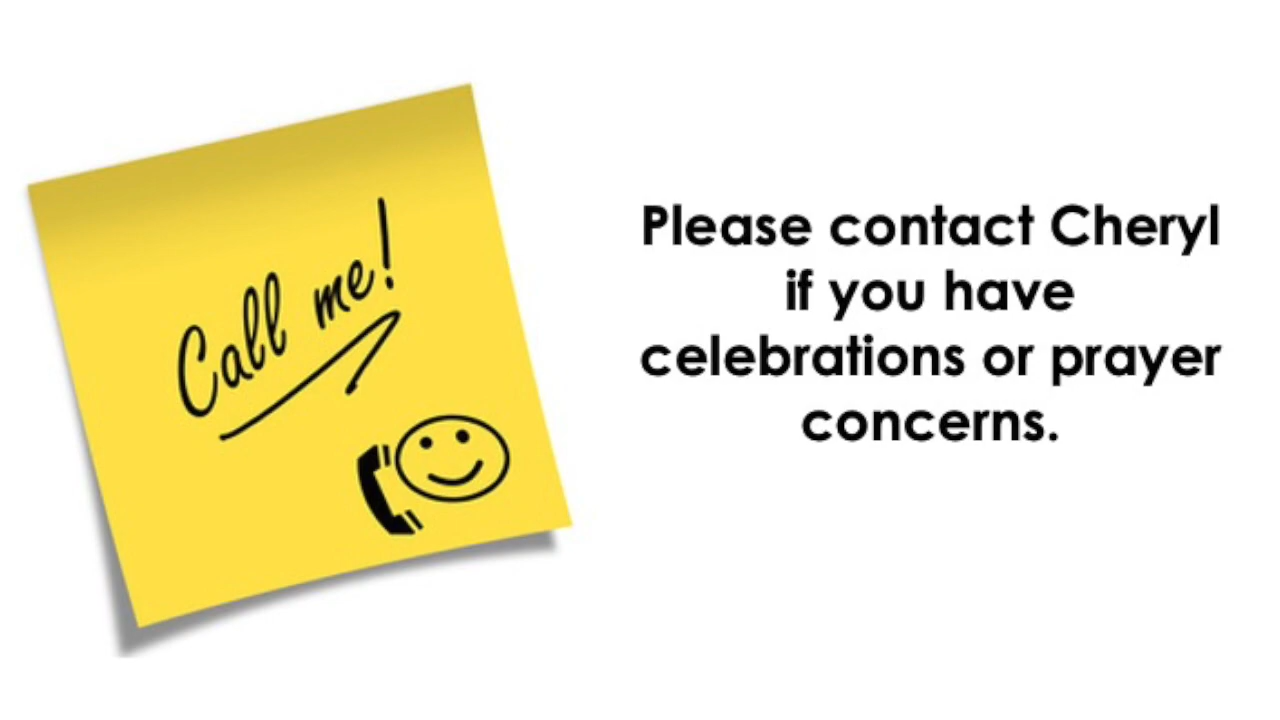 Call me!
Please contact Cheryl
if you have
celebrations or prayer
concerns.